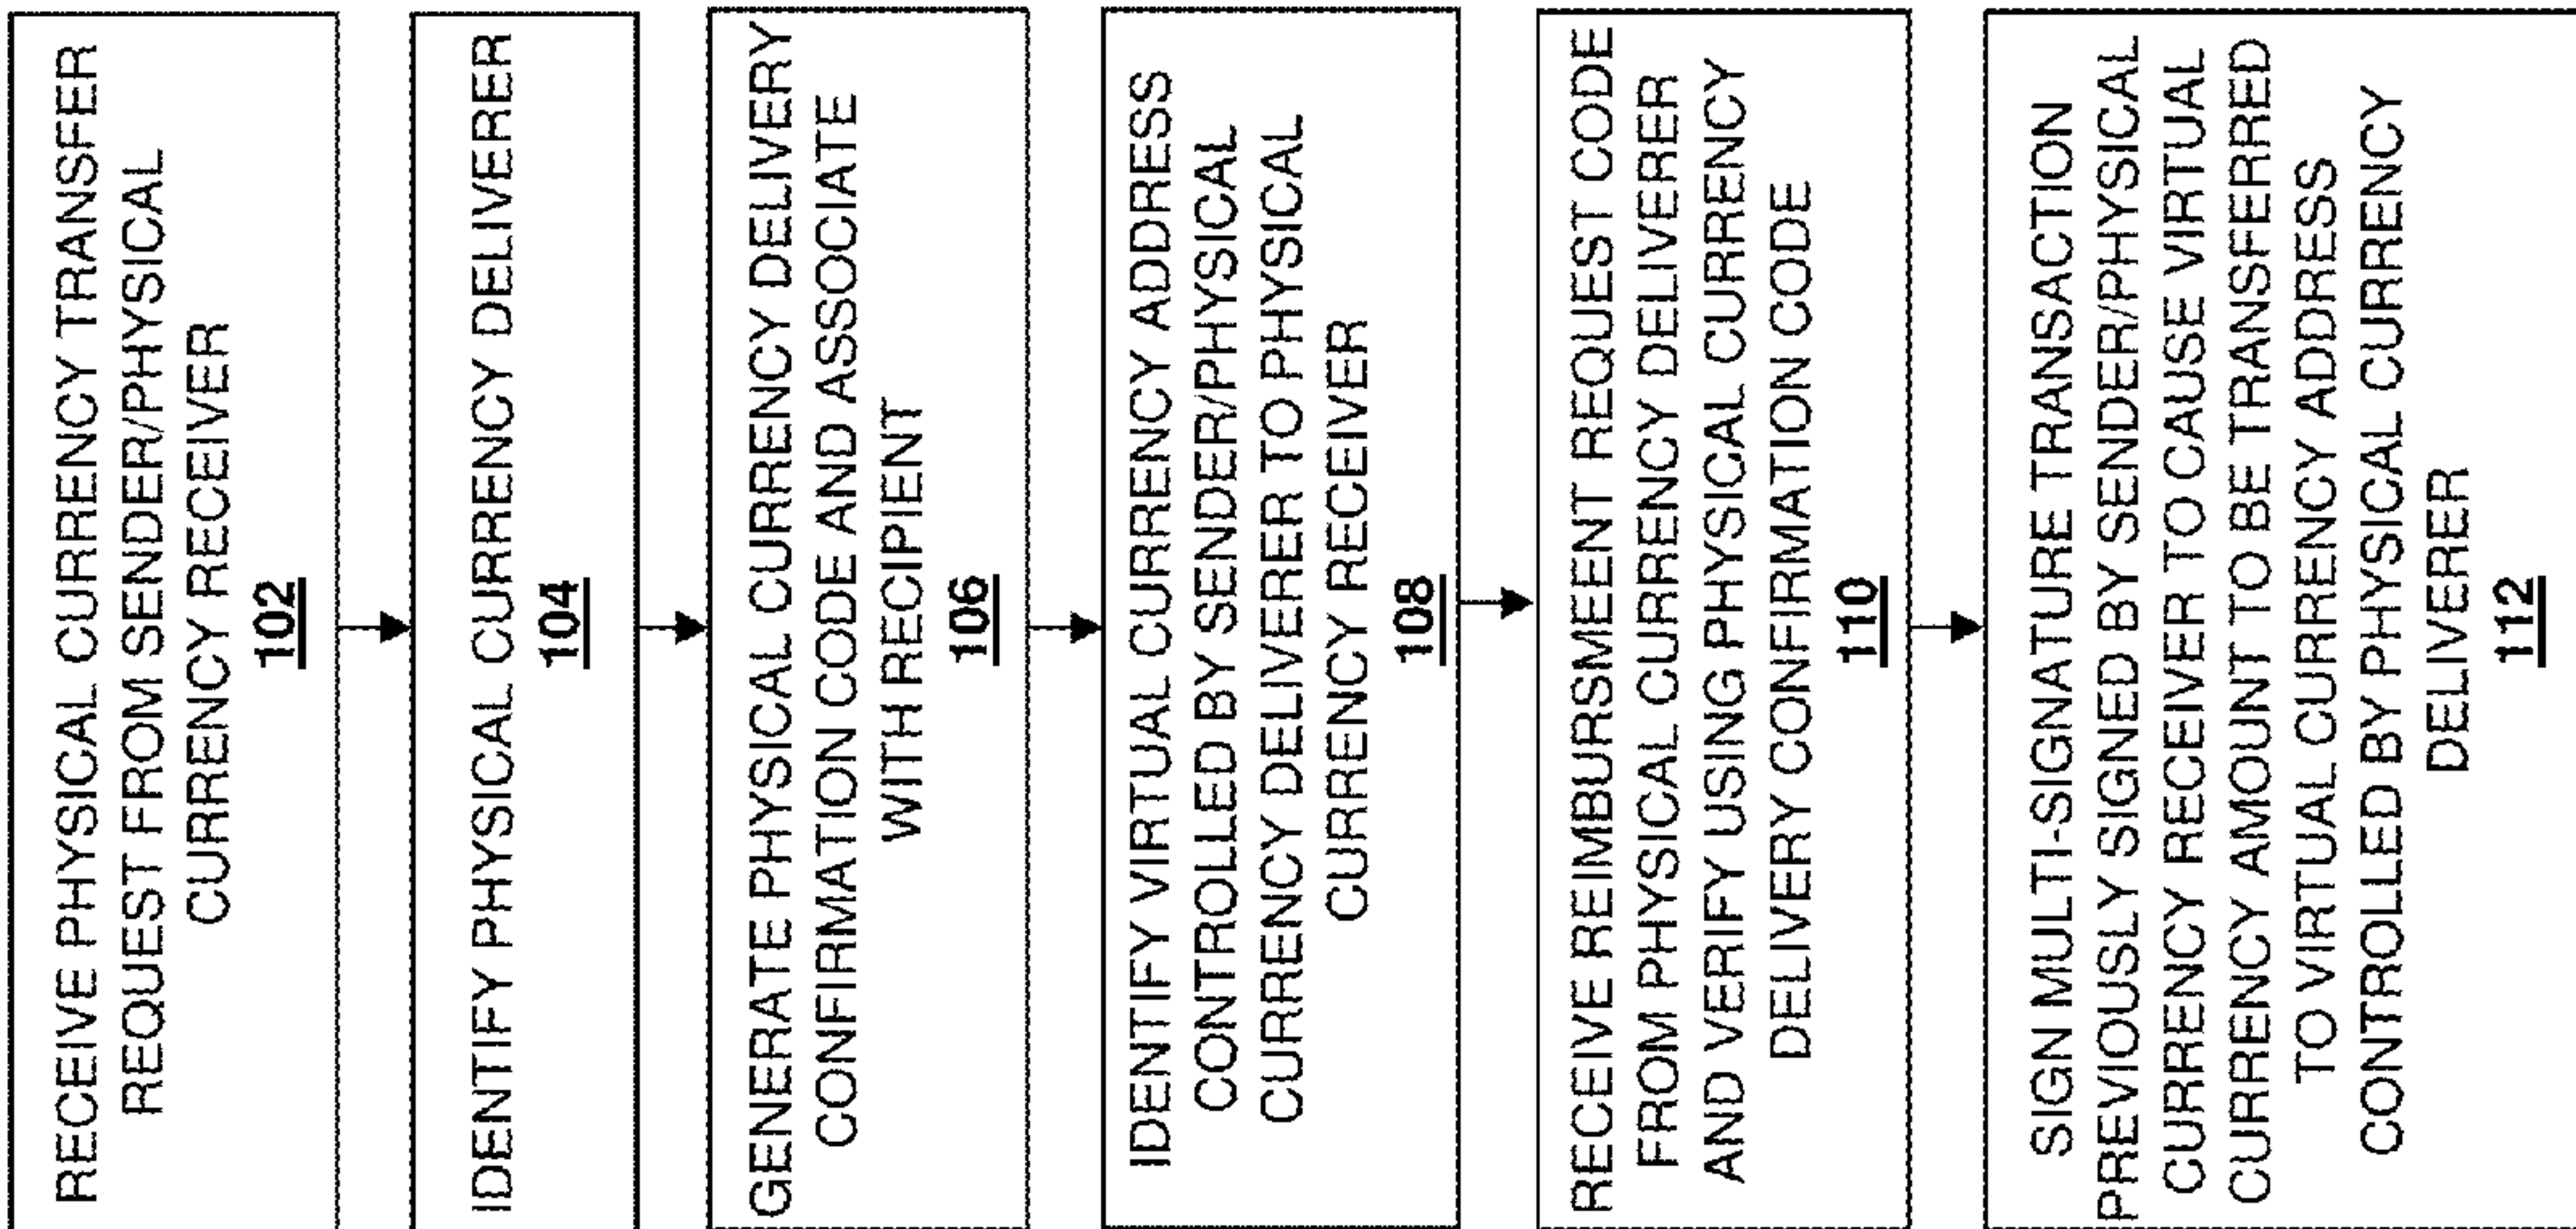 RECEIVE PHYSICAL CURRENCY TRANSFER
REQUEST FROM SENDER/PHYSICAL
CURRENCY RECEIVER
102
IDENTIFY PHYSICAL CURRENCY DELIVERER
104
GENERATE PHYSICAL CURRENCY DELIVERY
CONFIRMATION CODE AND ASSOCIATE
WITH RECIPIENT
106
IDENTIFY VIRTUAL CURRENCY ADDRESS
CONTROLLED BY SENDER/PHYSICAL
CURRENCY DELIVERER TO PHYSICAL
CURRENCY RECEIVER
108
RECEIVE REIMBURSMEENT REQUEST CODE
FROM PHYSICAL CURRENCY DELIVERER
AND VERIFY USING PHYSICAL CURRENCY
DELIVERY CONFIRMATION CODE
110
SIGN MULTI-SIGNATURE TRANSACTION
PREVIOUSLY SIGNED BY SENDER/PHYSICAL
CURRENCY RECEIVER TO CAUSE VIRTUAL
CURRENCY AMOUNT TO BE TRANSFERRED
TO VIRTUAL CURRENCY ADDRESS
CONTROLLED BY PHYSICAL CURRENCY
DELIVERER
112